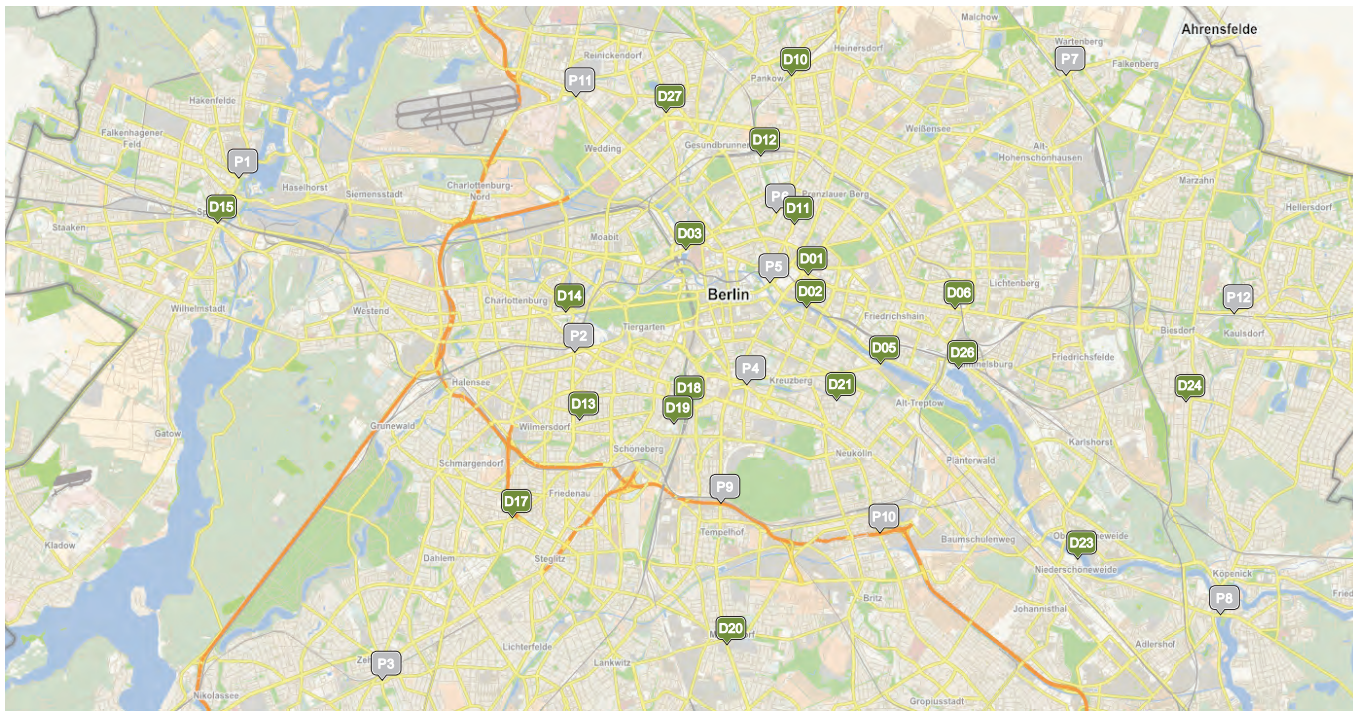 Malchow
Ahrensfelde
Wartenberg
Heinersdorf
Reinickendorf
D10
P7
Falkenberg
P11
Pankow
D27
Hakenfelde
Falkenhagener
Feld
Weißensee
D12
Gesundbrunnen
Wedding
Alt-
Hohenschönhausen
P1
Haselhorst
Siemensstadt
Charlottenburg-
Nord
Marzahn
Prenzlauer Berg
D11
Hellersdorf
D15
Staaken
D03
Moabit
D01
P5
Lichtenberg
D14
Charlottenburg
Berlin
D02
D06
P12
Wilhelmstadt
Westend
Friedrichshain
Tiergarten
Biesdorf
Kaulsdorf
P2
D05
D26
Friedrichsfelde
P4
Kreuzberg
D21
Halensee
D18
D24
D13
D19
Alt-Treptow
Grunewald
Wilmersdorf
Gatow
Karlshorst
Schöneberg
Neukölln
Schmargendorf
Plänterwald
P9
Friedenau
D17
P10
Tempelhof
Baumschulenweg
D23
Kladow
Dahlem
Steglitz
Niederschöneweide
Köpenick
P8
Britz
Johannisthal
D20
Lichterfelde
Adlershof
P3
Lankwitz
Nikolassee
Gropiusstadt